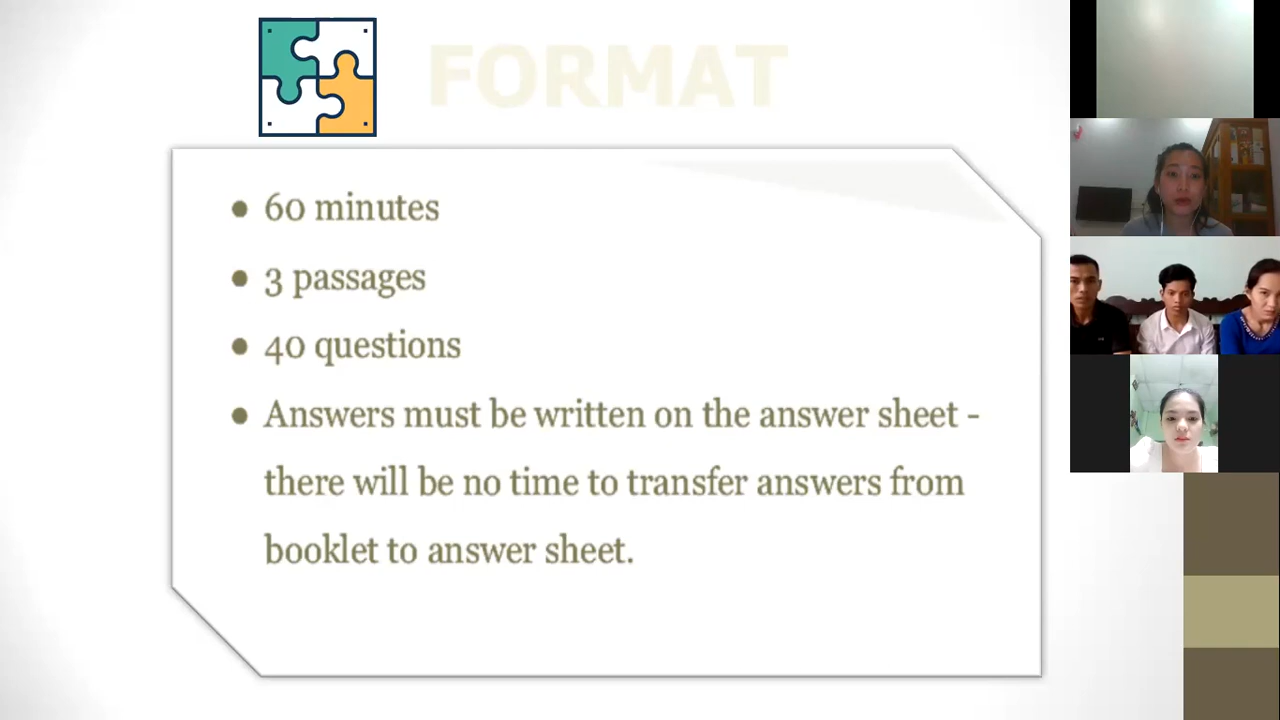 FORMAT
• 60 minutes
• 3 passages
• 40 questions
• Answers must be written on the answer sheet -
there will be no time to transfer answers from
booklet to answer sheet.